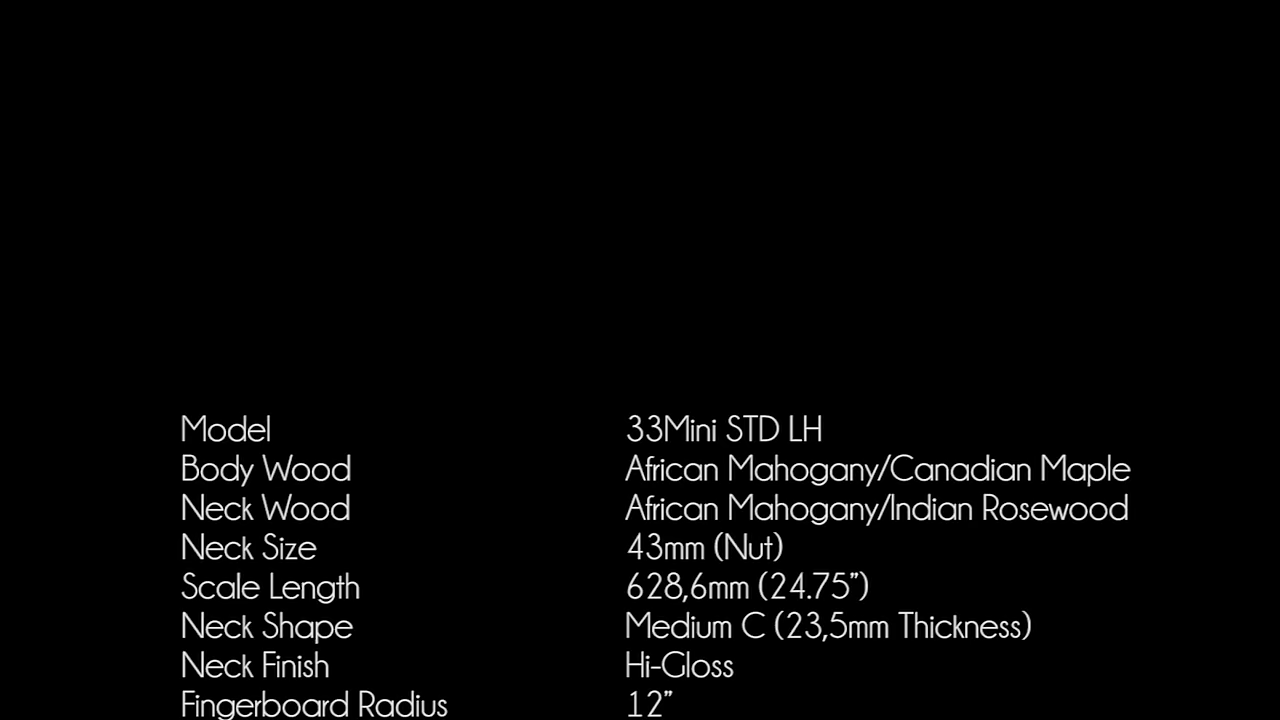 Model 33Mini STD LH
Body Wood African Mahogany/Canadian Maple
Neck Wood African Mahogany/Indian Rosewood
Neck Size 43mm (Nut)
Scale Length 628,6mm (24.75")
Neck Shape Medium C (23,5mm Thickness)
Neck Finish Hi-Gloss
Fingerboard Radius 12"